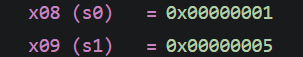 x08 (s0)   = 0x00000001
x09 (s1)   = 0x00000005